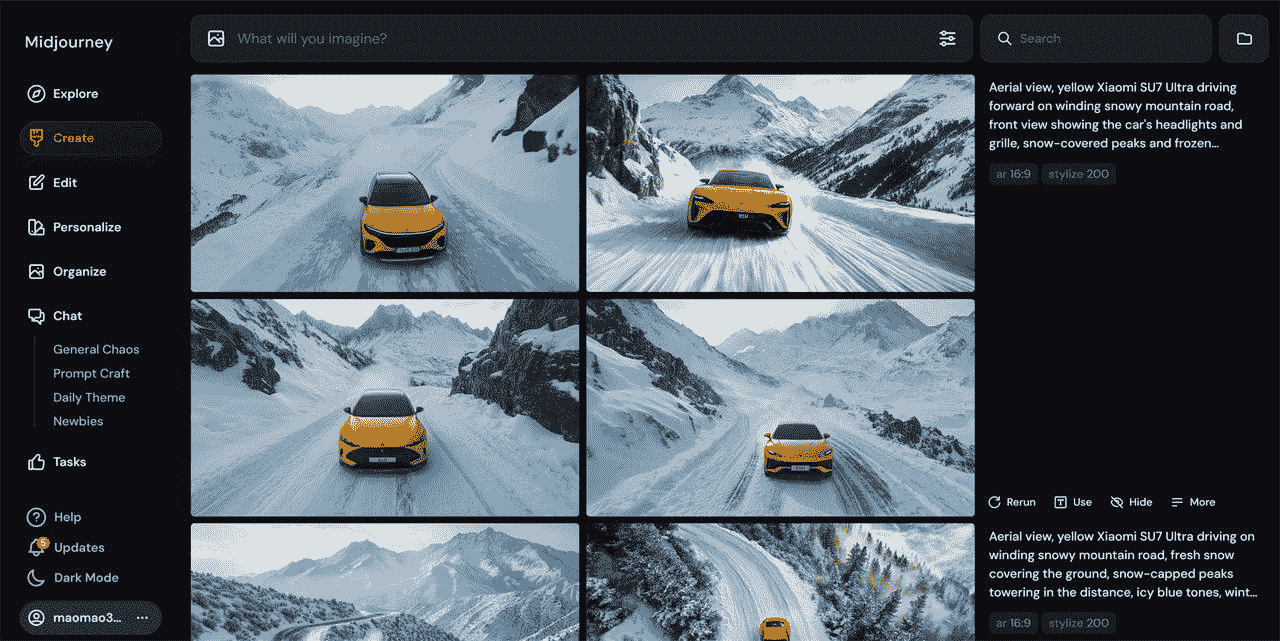 Midjourney
Explore
Create
Edit
Personalize
Organize
Chat
General Chaos
Prompt Craft
Daily Theme
Newbies
Tasks
Help
5
Updates
Dark Mode
maomao3...
What will you imagine?
Search
Aerial view, yellow Xiaomi SU7 Ultra driving
forward on winding snowy mountain road,
front view showing the car's headlights and
grille, snow-covered peaks and frozen...
ar 16:9 stylize 200
Rerun Use Hide More
Aerial view, yellow Xiaomi SU7 Ultra driving on
winding snowy mountain road, fresh snow
covering the ground, snow-capped peaks
towering in the distance, icy blue tones, wint...
ar 16:9 stylize 200